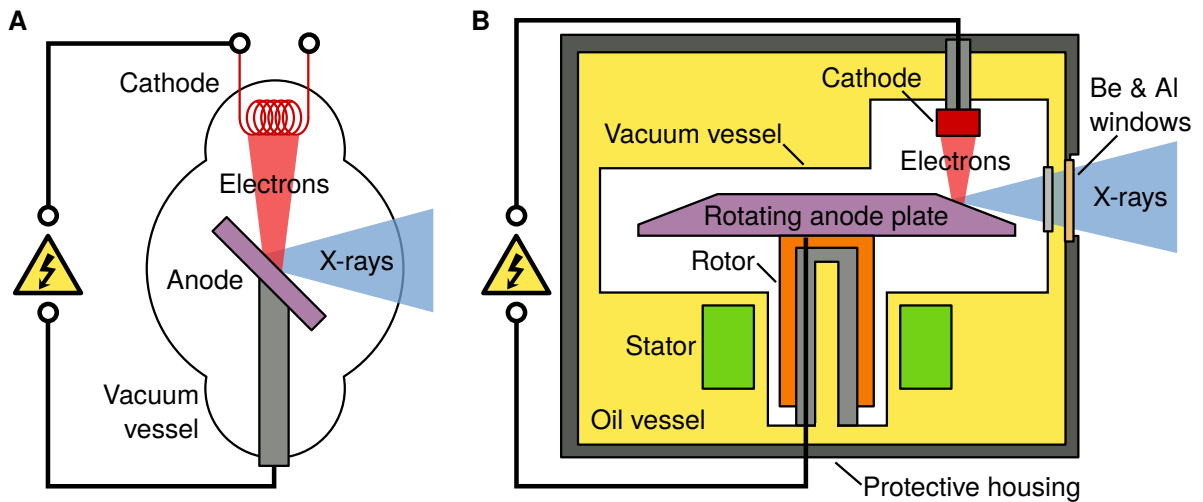 A
Cathode
Electrons
X-rays
Anode
Vacuum
vessel
B
Cathode
Be & Al
windows
Vacuum vessel
Electrons
X-rays
Rotating anode plate
Rotor
Stator
Oil vessel
Protective housing